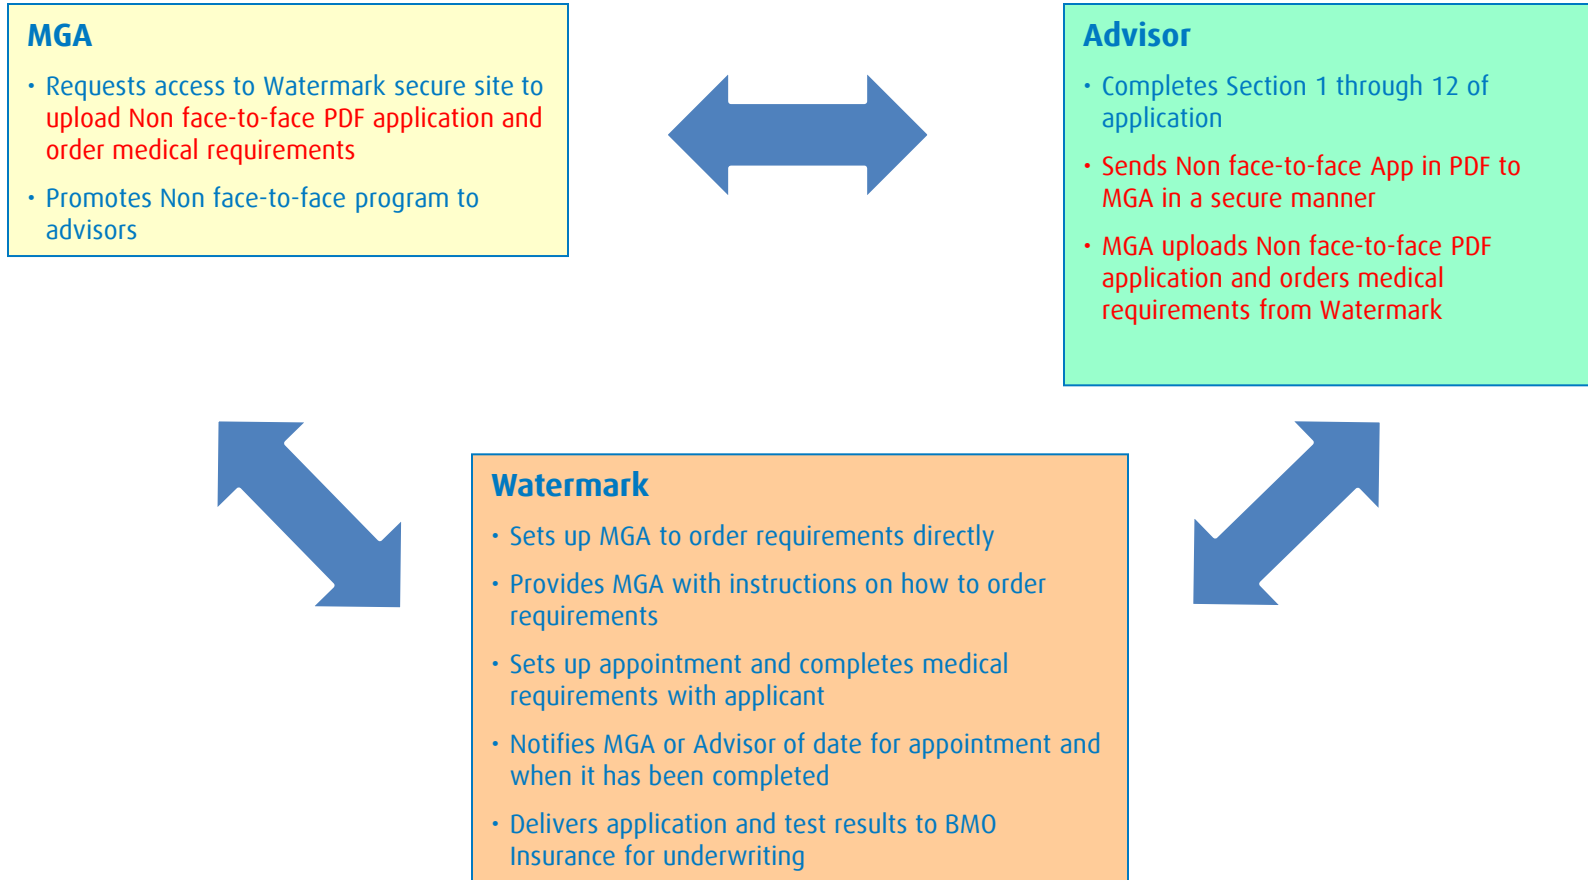 MGA
• Requests access to Watermark secure site to
upload Non face-to-face PDF application and
order medical requirements
• Promotes Non face-to-face program to
advisors
Advisor
• Completes Section 1 through 12 of
application
• Sends Non face-to-face App in PDF to
MGA in a secure manner
• MGA uploads Non face-to-face PDF
application and orders medical
requirements from Watermark
Watermark
• Sets up MGA to order requirements directly
• Provides MGA with instructions on how to order
requirements
• Sets up appointment and completes medical
requirements with applicant
• Notifies MGA or Advisor of date for appointment and
when it has been completed
• Delivers application and test results to BMO
Insurance for underwriting